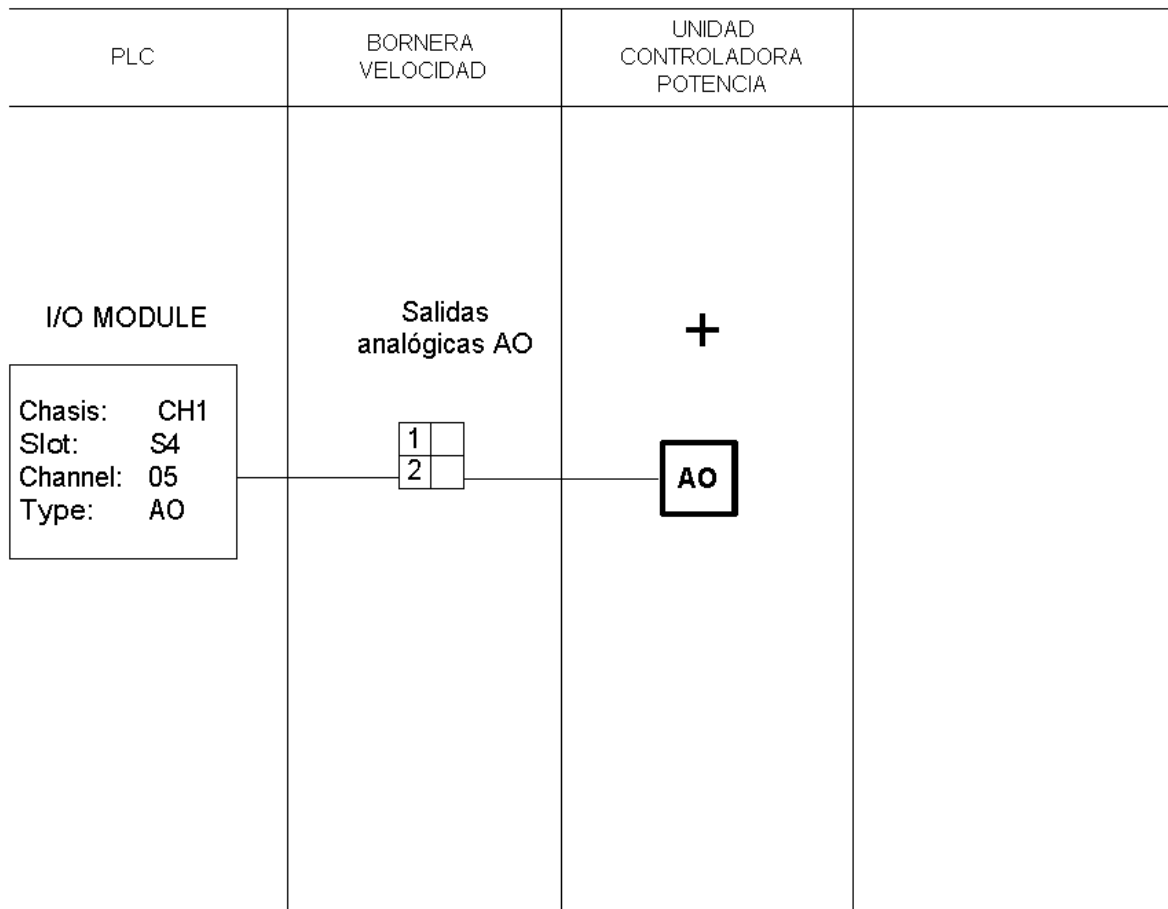 PLC
BORNERA
VELOCIDAD
UNIDAD
CONTROLADORA
POTENCIA
I/O MODULE
Chasis: CH1
Slot: S4
Channel: 05
Type: AO
Salidas
analógicas AO
1
2
+
AO